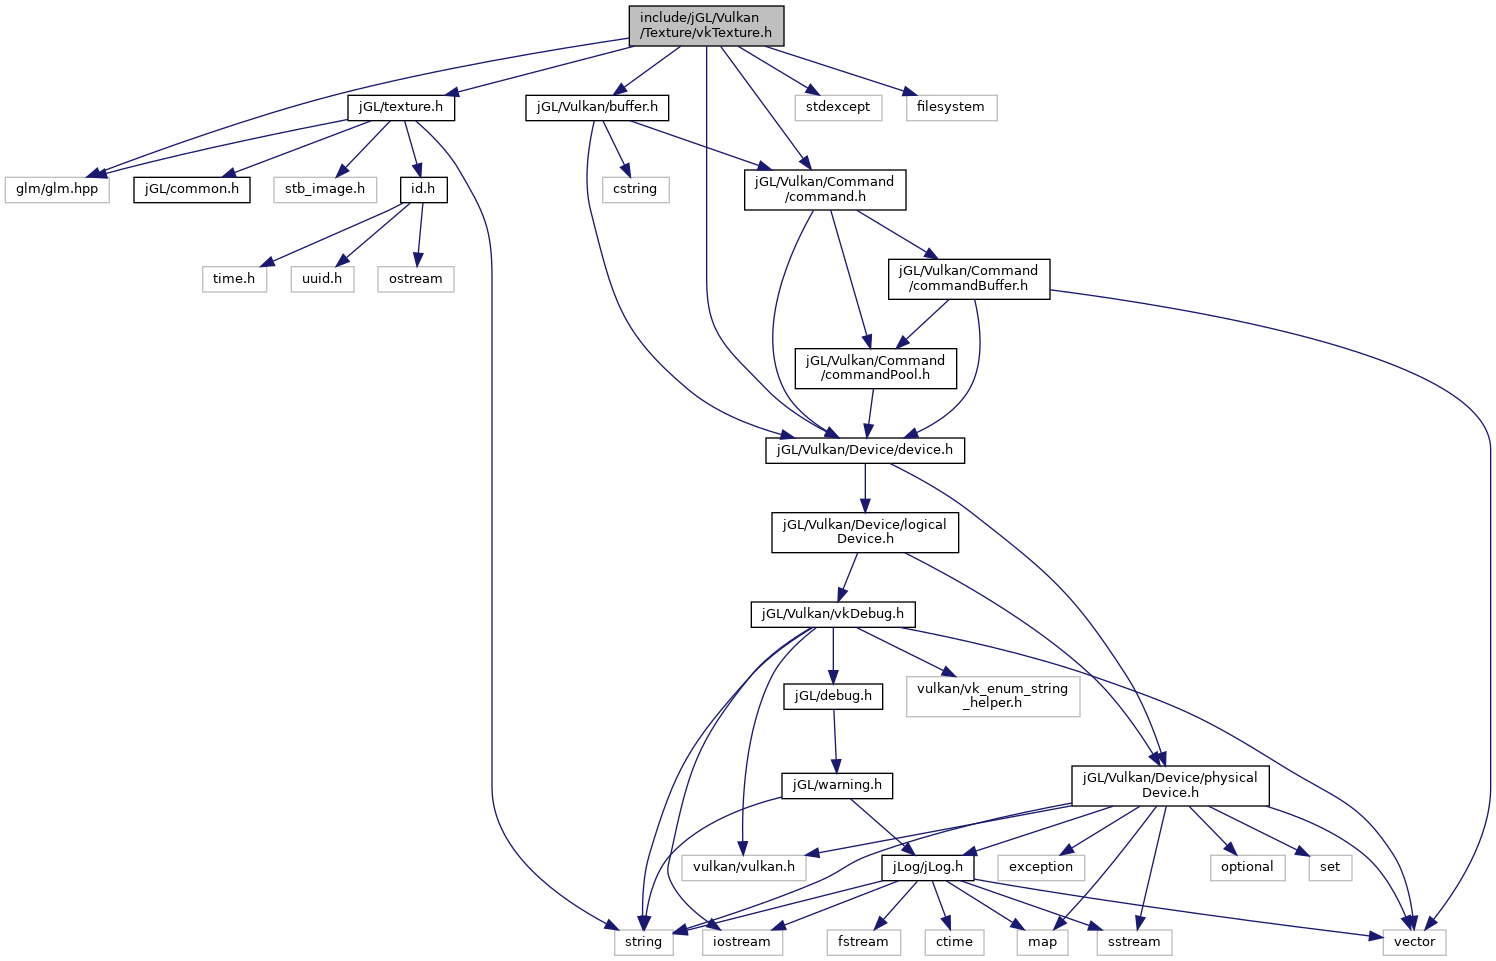 include/jGL/Vulkan
/Texture/vkTexture.h
jGL/texture.h
jGL/Vulkan/buffer.h
stdexcept
filesystem
glm/glm.hpp
jGL/common.h
stb_image.h
id.h
cstring
jGL/Vulkan/Command
/command.h
time.h
uuid.h
ostream
jGL/Vulkan/Command
/commandBuffer.h
jGL/Vulkan/Command
/commandPool.h
jGL/Vulkan/Device/device.h
jGL/Vulkan/Device/logical
Device.h
jGL/Vulkan/vkDebug.h
jGL/debug.h
vulkan/vk_enum_string
_helper.h
jGL/warning.h
jGL/Vulkan/Device/physical
Device.h
vulkan/vulkan.h
jLog/jLog.h
exception
optional
set
string
iostream
fstream
ctime
map
sstream
vector